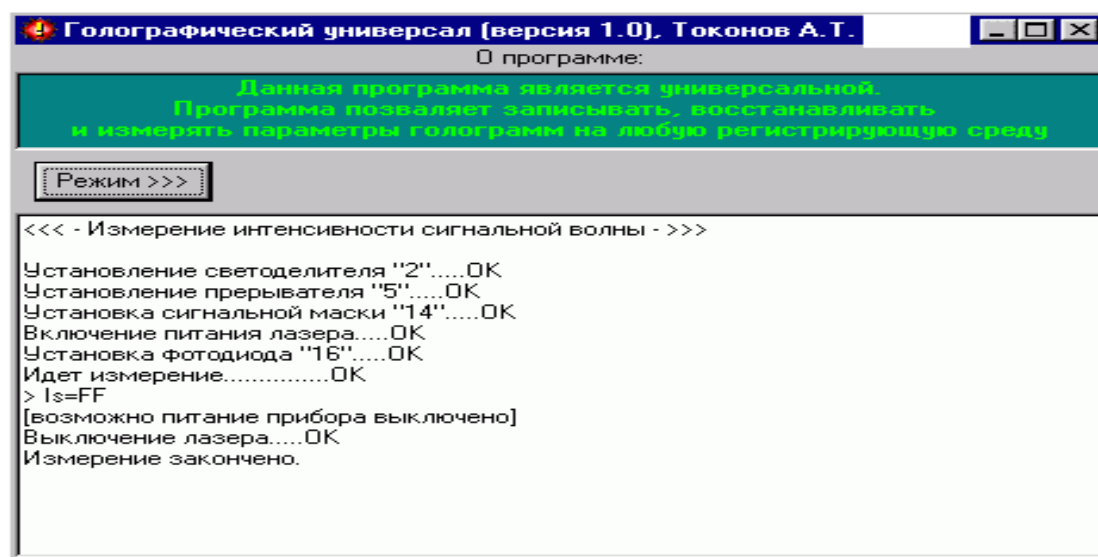 Голографический универсал (версия 1.0), Токонов А.Т.
О программе:
Данная программа является универсальной.
Программа позваляет записывать, восстанавливать
и измерять параметры голограмм на любую регистрирующую среду
Режим >>>
<<< - Измерение интенсивности сигнальной волны - >>>
Установление светоделителя "2".....OK
Установление прерывателя "5".....OK
Установка сигнальной маски "14".....OK
Включение питания лазера.....OK
Установка фотодиода "16".....OK
Идет измерение...............OK
> Is=FF
[возможно питание прибора выключено]
Выключение лазера.....OK
Измерение закончено.